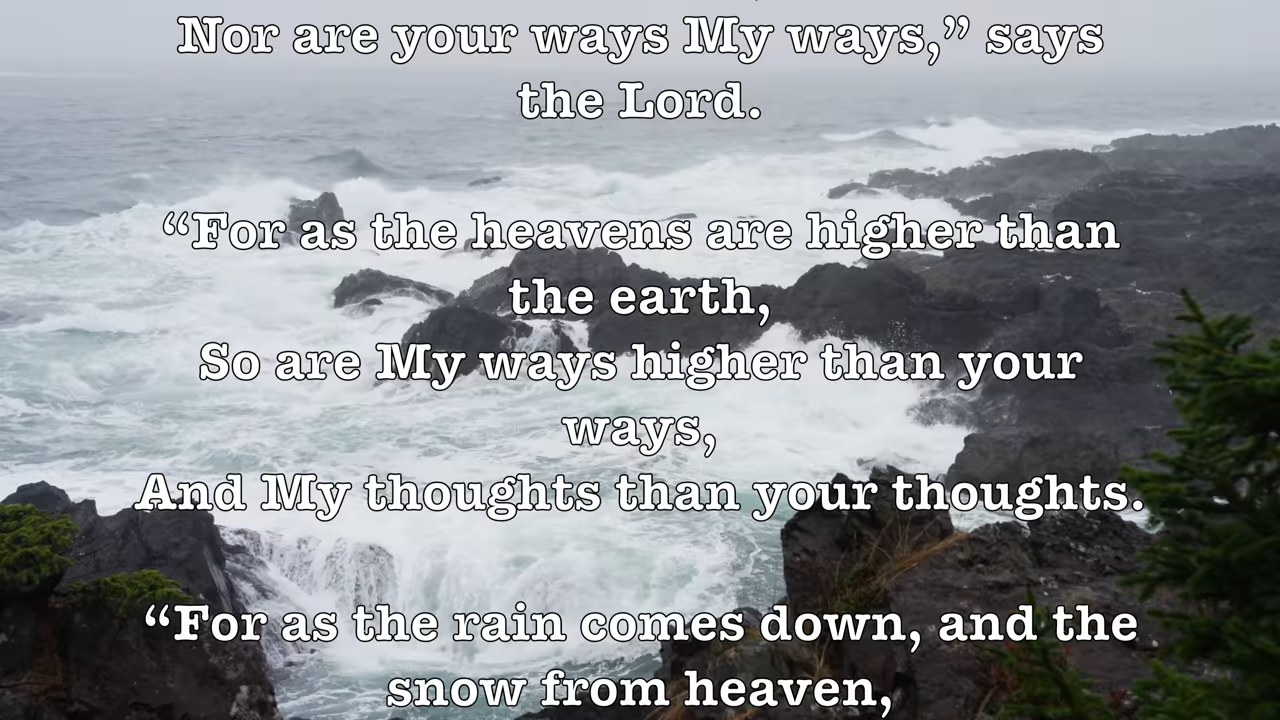 Nor are your ways My ways,” says
the Lord.
“For as the heavens are higher than
the earth,
So are My ways higher than your
ways,
And My thoughts than your thoughts.
“For as the rain comes down, and the
snow from heaven,